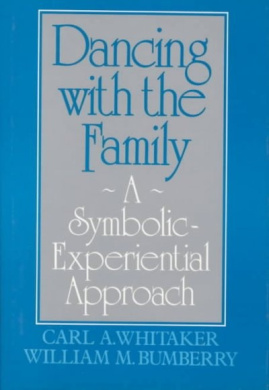 Dancing
with the
Family
~ A ~
Symbolic-
Experiential
Approach
CARL A. WHITAKER
WILLIAM M. BUMBERRY